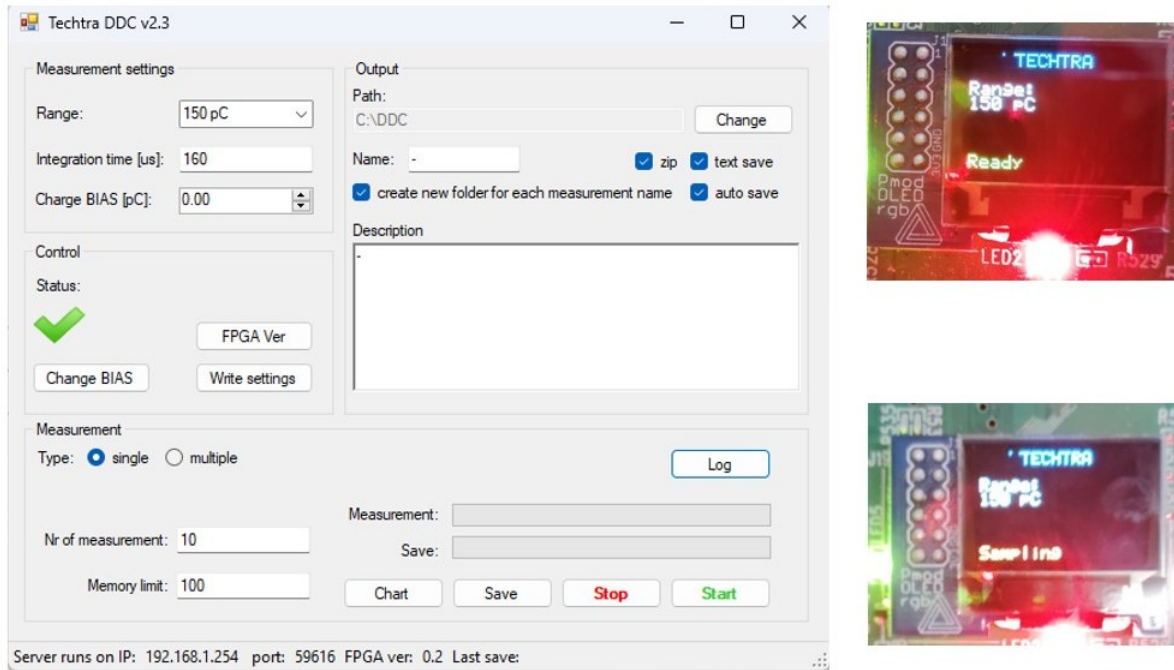 Techtra DDC v2.3
Measurement settings
Range: 150 pC
Integration time [us]: 160
Charge BIAS [pC]: 0.00
Control
Status:
FPGA Ver
Change BIAS Write settings
Output
Path:
C:\DDC Change
Name: - zip text save
create new folder for each measurement name auto save
Description
-
Measurement
Type: single multiple
Log
Nr of measurement: 10
Memory limit: 100
Measurement:
Save:
Chart Save Stop Start
Server runs on IP: 192.168.1.254 port: 59616 FPGA ver: 0.2 Last save:
J1
TECHTRA
Range:
150 pC
Ready
3V3 GND
Pmod
OLED
rgb
LED2
R529
TECHTRA
Range:
150 pC
Sampling
Pmod
OLED
rgb